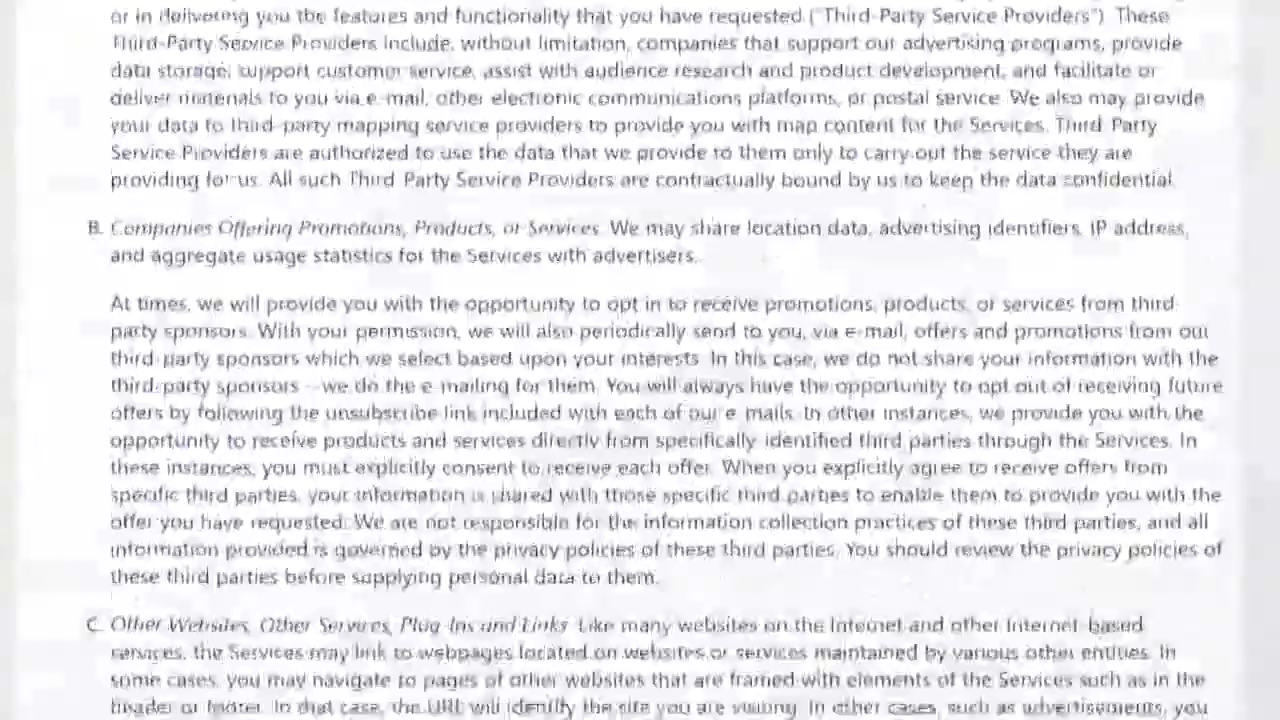 or in delivering you the features and functionality that you have requested ("Third-Party Service Providers"). These
Third-Party Service Providers include, without limitation, companies that support our advertising programs, provide
data storage, support customer service, assist with audience research and product development, and facilitate or
deliver materials to you via e-mail, other electronic communications platforms, or postal service. We also may provide
your data to third-party mapping service providers to provide you with map content for the Services. Third-Party
Service Providers are authorized to use the data that we provide to them only to carry out the service they are
providing for us. All such Third-Party Service Providers are contractually bound by us to keep the data confidential.
B. Companies Offering Promotions, Products, or Services. We may share location data, advertising identifiers, IP address,
and aggregate usage statistics for the Services with advertisers.
At times, we will provide you with the opportunity to opt in to receive promotions, products, or services from third-
party sponsors. With your permission, we will also periodically send to you, via e-mail, offers and promotions from our
third-party sponsors which we select based upon your interests. In this case, we do not share your information with the
third-party sponsors -- we do the e-mailing for them. You will always have the opportunity to opt out of receiving future
offers by following the unsubscribe link included with each of our e-mails. In other instances, we provide you with the
opportunity to receive products and services directly from specifically-identified third parties through the Services. In
these instances, you must explicitly consent to receive each offer. When you explicitly agree to receive offers from
specific third parties, your information is shared with those specific third parties to enable them to provide you with the
offer you have requested. We are not responsible for the information collection practices of these third parties, and all
information provided is governed by the privacy policies of these third parties. You should review the privacy policies of
these third parties before supplying personal data to them.
C. Other Websites, Other Services, Plug-Ins and Links. Like many websites on the Internet and other Internet-based
services, the Services may link to webpages located on websites or services maintained by various other entities. In
some cases, you may navigate to pages of other websites that are framed with elements of the Services such as in the
header or footer. In that case, the URL will identify the site you are visiting. In other cases, such as advertisements, you